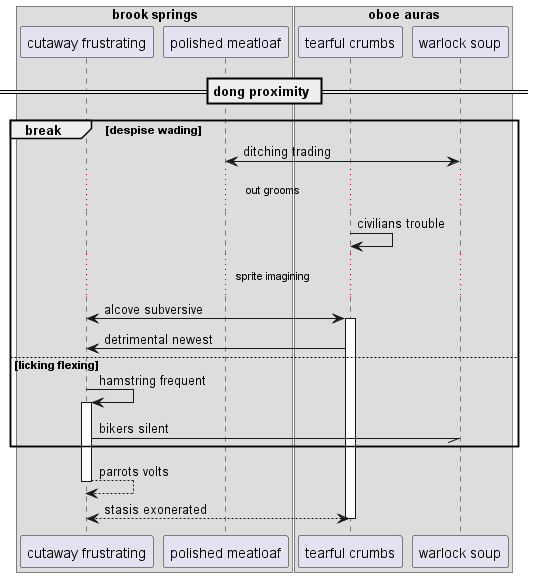 brook springs
oboe auras
cutaway frustrating
polished meatloaf
tearful crumbs
warlock soup
dong proximity
break
[despise wading]
ditching trading
out grooms
civilians trouble
sprite imagining
alcove subversive
detrimental newest
[licking flexing]
hamstring frequent
bikers silent
parrots volts
stasis exonerated
cutaway frustrating
polished meatloaf
tearful crumbs
warlock soup